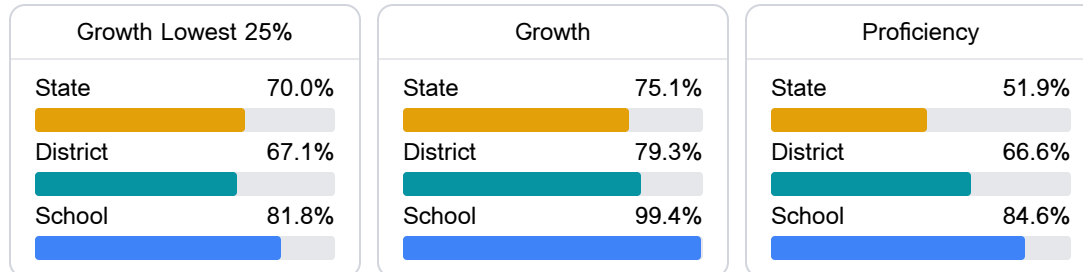 Growth Lowest 25%
State 70.0%
District 67.1%
School 81.8%
Growth
State 75.1%
District 79.3%
School 99.4%
Proficiency
State 51.9%
District 66.6%
School 84.6%